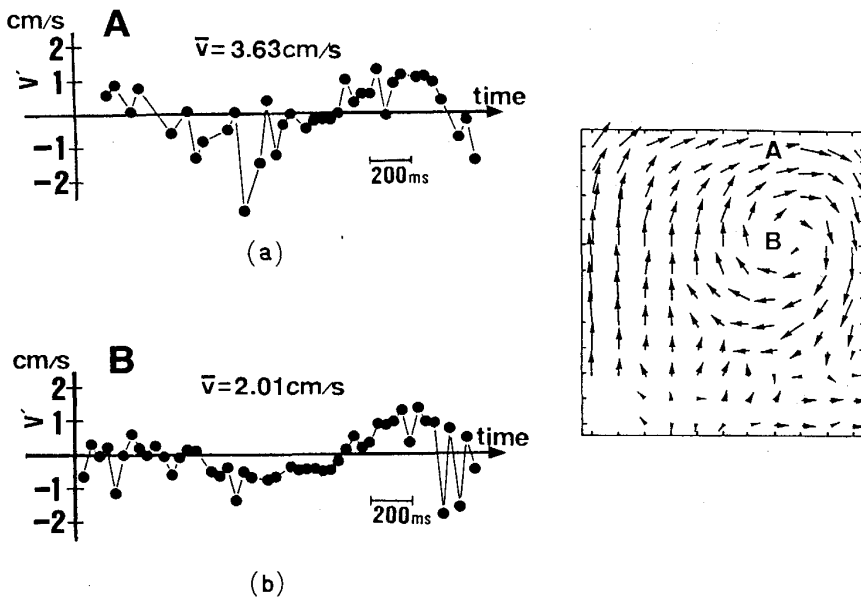 cm/s
A
v̄=3.63cm/s
2
1
-1
-2
v'
time
200ms
(a)
cm/s
B
v̄=2.01cm/s
2
1
-1
-2
v'
time
200ms
(b)
A
B